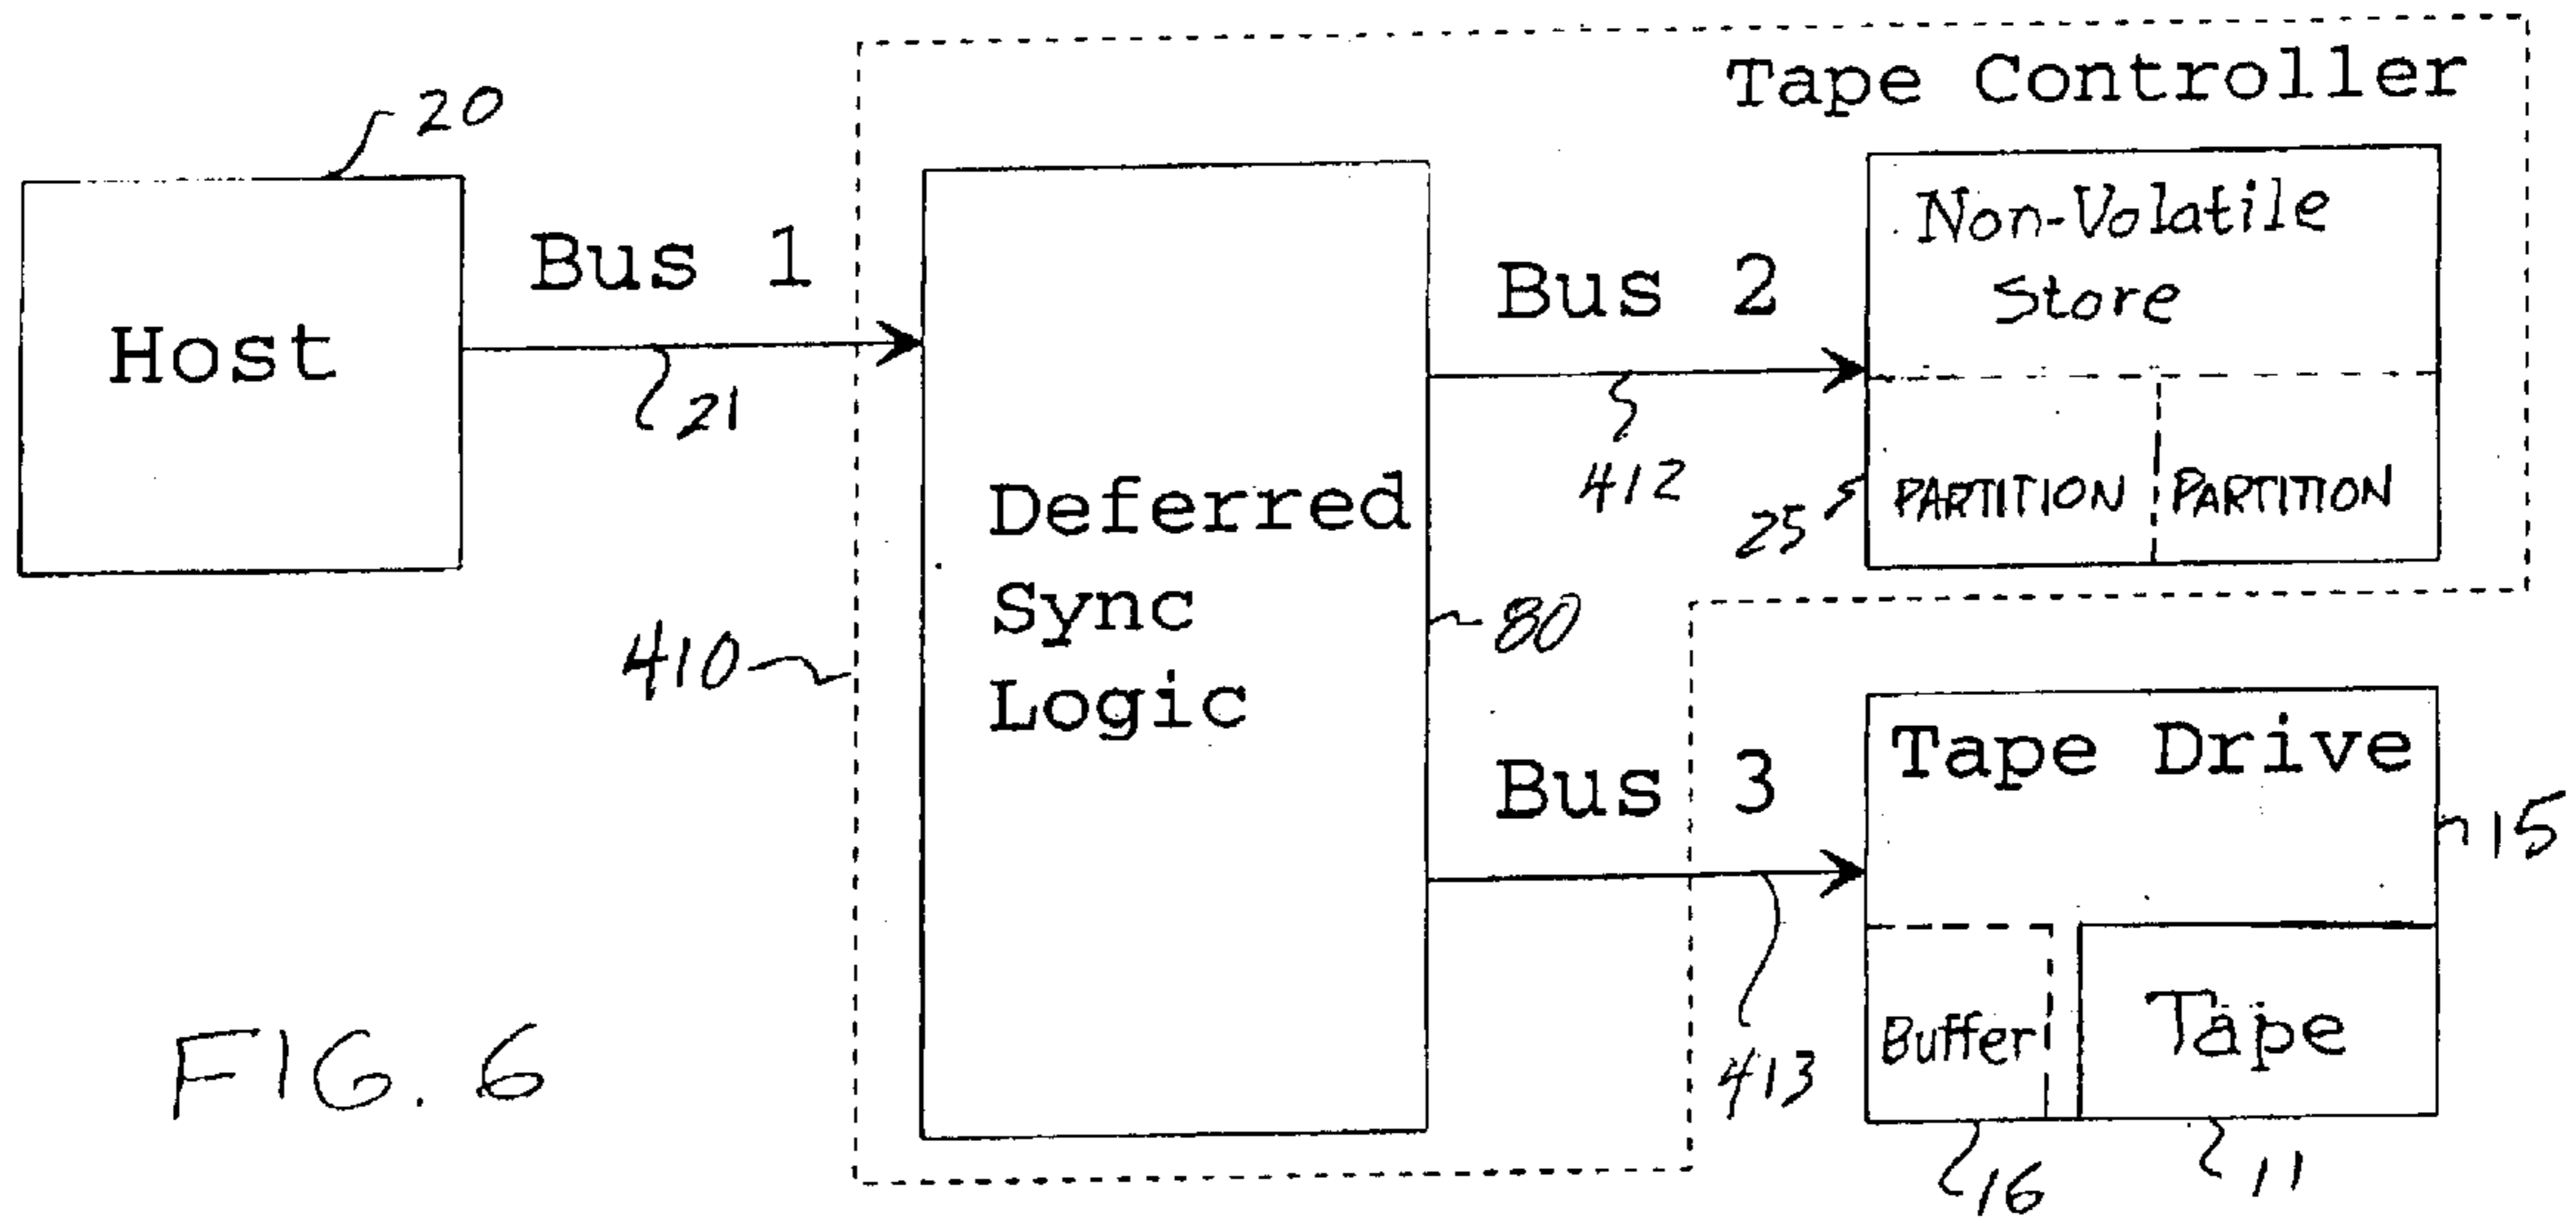 Tape Controller
20
Host
Bus 1
21
Deferred
Sync
Logic
80
410
Bus 2
412
Non-Volatile
Store
25
PARTITION
PARTITION
Bus 3
413
Tape Drive
15
Buffer
Tape
16
11
FIG. 6